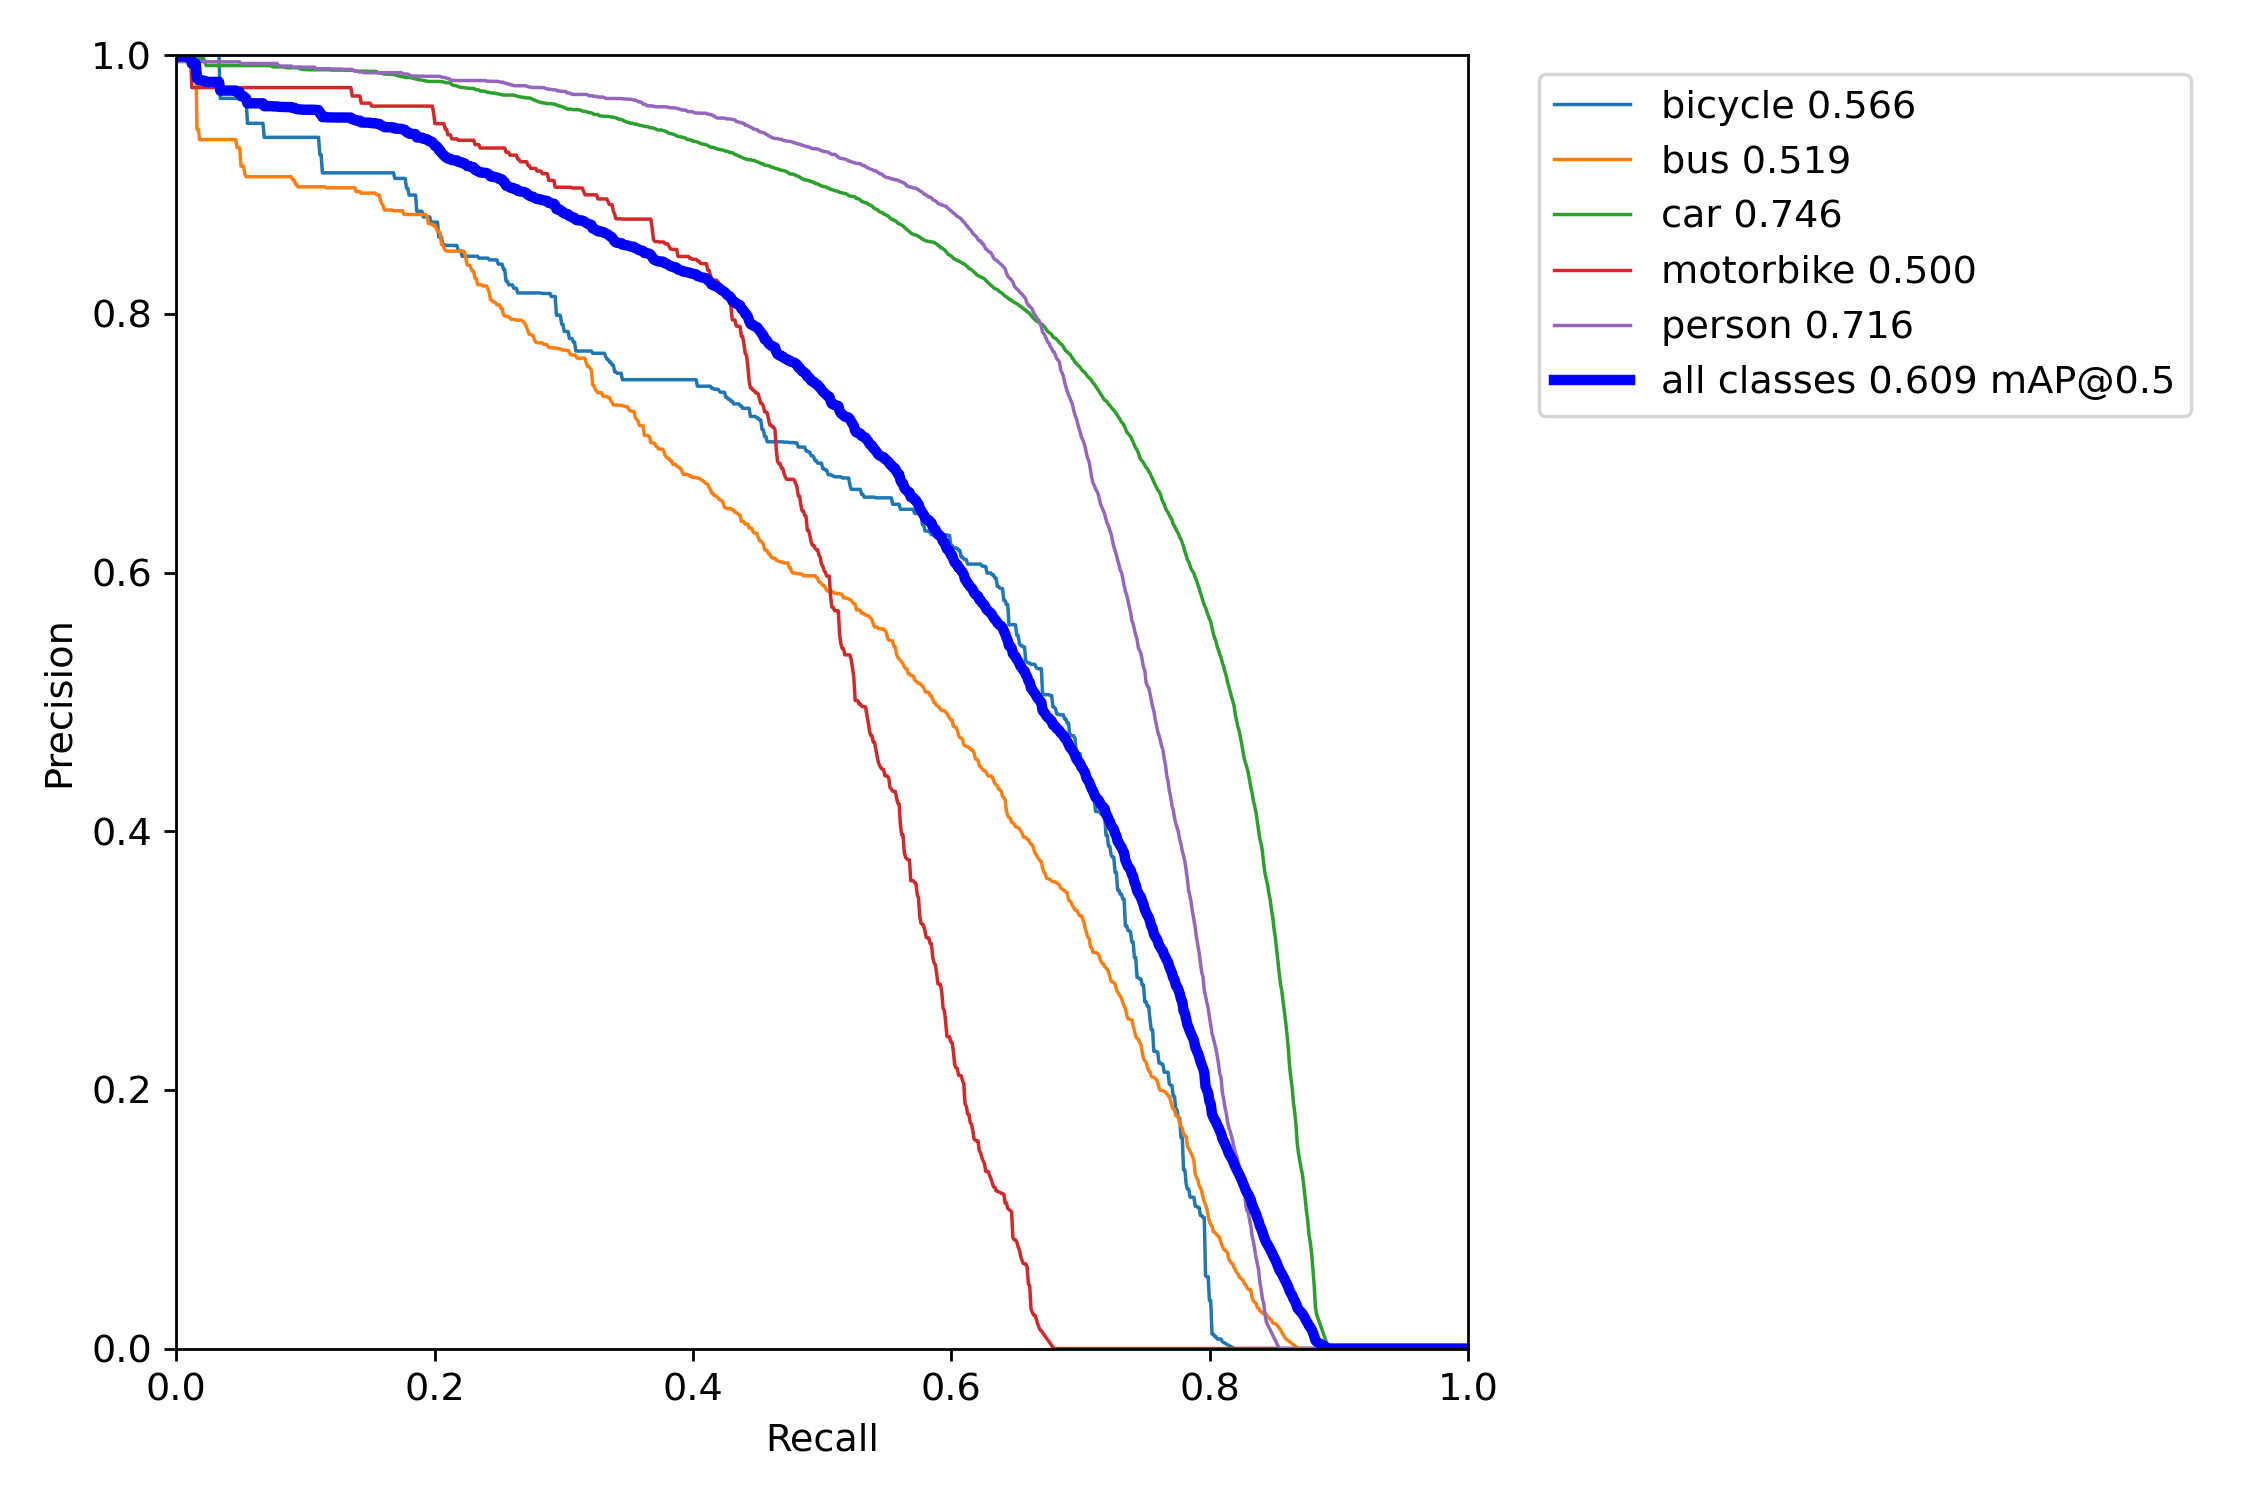 1.0
0.8
0.6
0.4
0.2
0.0
Precision
0.0 0.2 0.4 0.6 0.8 1.0
Recall
bicycle 0.566
bus 0.519
car 0.746
motorbike 0.500
person 0.716
all classes 0.609 mAP@0.5